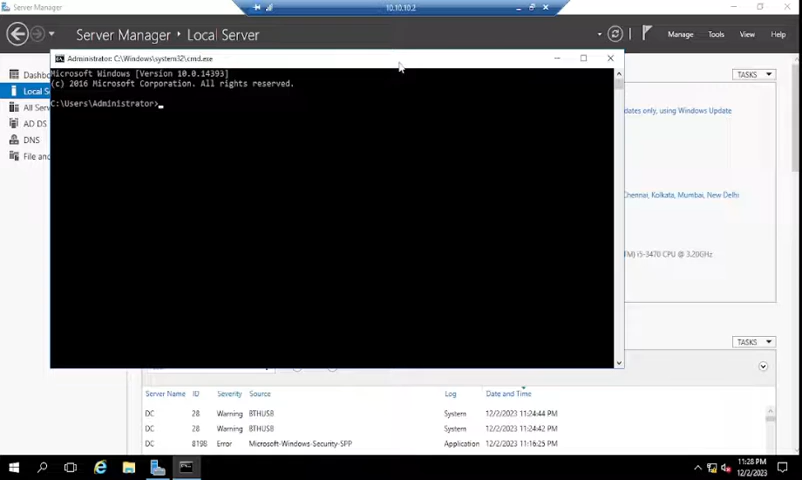 Server Manager
10.10.10.2
Server Manager ▸ Local Server
Manage
Tools
View
Help
Administrator: C:\Windows\system32\cmd.exe
Microsoft Windows [Version 10.0.14393]
(c) 2016 Microsoft Corporation. All rights reserved.
C:\Users\Administrator>
Dashb
Local S
All Serv
AD DS
DNS
File and
TASKS
dates only, using Windows Update
Chennai, Kolkata, Mumbai, New Delhi
TM) i5-3470 CPU @ 3.20GHz
TASKS
Server Name ID Severity Source Log Date and Time
DC 28 Warning BTHUSB System 12/2/2023 11:24:44 PM
DC 28 Warning BTHUSB System 12/2/2023 11:24:42 PM
DC 8198 Error Microsoft-Windows-Security-SPP Application 12/2/2023 11:16:25 PM
11:28 PM
12/2/2023